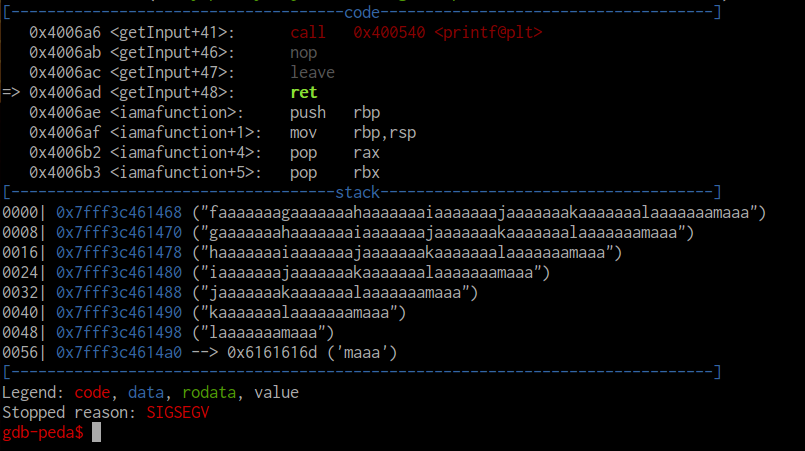 [----------------------------------code----------------------------------]
   0x4006a6 <getInput+41>:	call   0x400540 <printf@plt>
   0x4006ab <getInput+46>:	nop
   0x4006ac <getInput+47>:	leave
=> 0x4006ad <getInput+48>:	ret
   0x4006ae <iamafunction>:	push   rbp
   0x4006af <iamafunction+1>:	mov    rbp,rsp
   0x4006b2 <iamafunction+4>:	pop    rax
   0x4006b3 <iamafunction+5>:	pop    rbx
[---------------------------------stack----------------------------------]
0000| 0x7fff3c461468 ("faaaaaaagaaaaaaahaaaaaaaiaaaaaaajaaaaaaakaaaaaaalaaaaaaamaaa")
0008| 0x7fff3c461470 ("gaaaaaaahaaaaaaaiaaaaaaajaaaaaaakaaaaaaalaaaaaaamaaa")
0016| 0x7fff3c461478 ("haaaaaaaiaaaaaaajaaaaaaakaaaaaaalaaaaaaamaaa")
0024| 0x7fff3c461480 ("iaaaaaaajaaaaaaakaaaaaaalaaaaaaamaaa")
0032| 0x7fff3c461488 ("jaaaaaaakaaaaaaalaaaaaaamaaa")
0040| 0x7fff3c461490 ("kaaaaaaalaaaaaaamaaa")
0048| 0x7fff3c461498 ("laaaaaaamaaa")
0056| 0x7fff3c4614a0 --> 0x6161616d ('maaa')
[------------------------------------------------------------------------]
Legend: code, data, rodata, value
Stopped reason: SIGSEGV
gdb-peda$